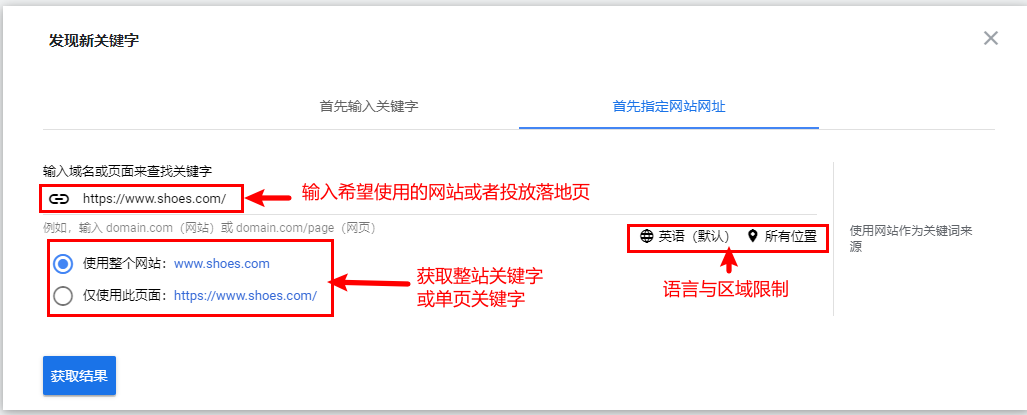 发现新关键字
首先输入关键字
首先指定网站网址
输入域名或页面来查找关键字
https://www.shoes.com/
输入希望使用的网站或者投放落地页
例如，输入 domain.com（网站）或 domain.com/page（网页）
英语（默认）
所有位置
使用网站作为关键词来
源
使用整个网站：www.shoes.com
仅使用此页面：https://www.shoes.com/
获取整站关键字
或单页关键字
语言与区域限制
获取结果